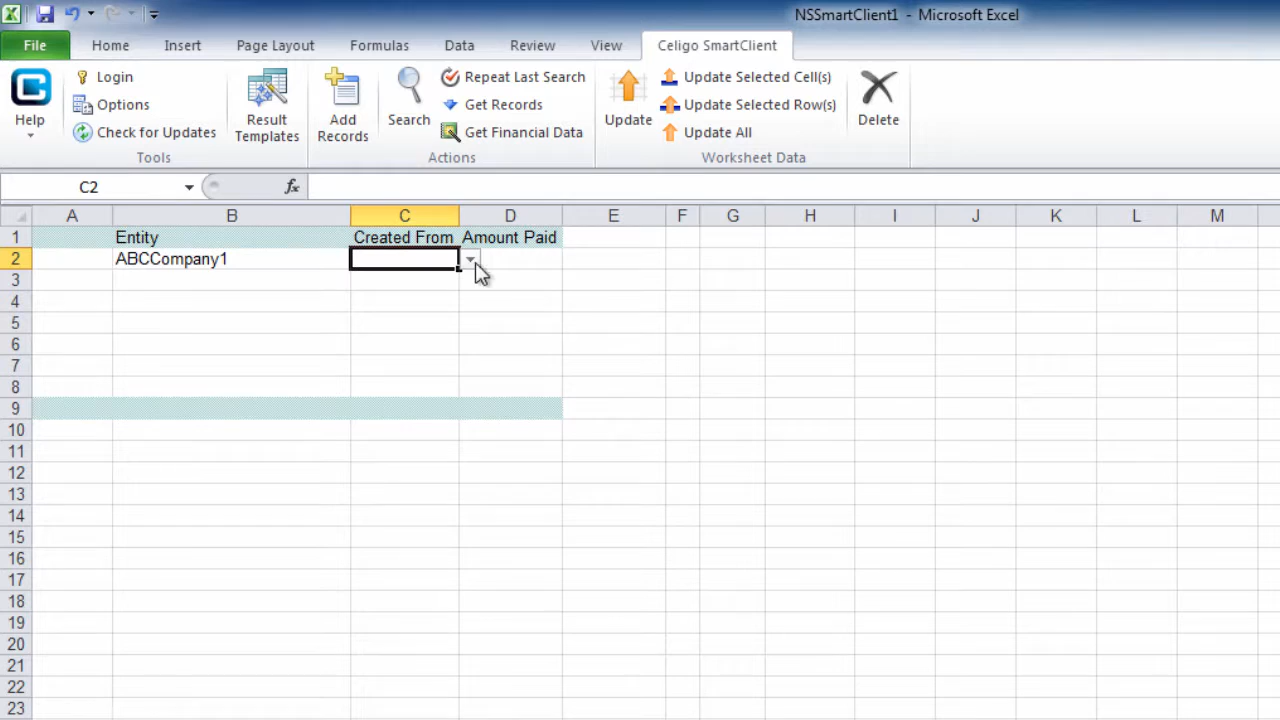 NSSmartClient1 - Microsoft Excel
File Home Insert Page Layout Formulas Data Review View Celigo SmartClient
Help
Login
Options
Check for Updates
Tools
Result Templates
Add Records
Search
Repeat Last Search
Get Records
Get Financial Data
Actions
Update
Update Selected Cell(s)
Update Selected Row(s)
Update All
Worksheet Data
Delete
C2 fx
A B C D E F G H I J K L M
1 Entity Created From Amount Paid
2 ABCCompany1
3
4
5
6
7
8
9
10
11
12
13
14
15
16
17
18
19
20
21
22
23